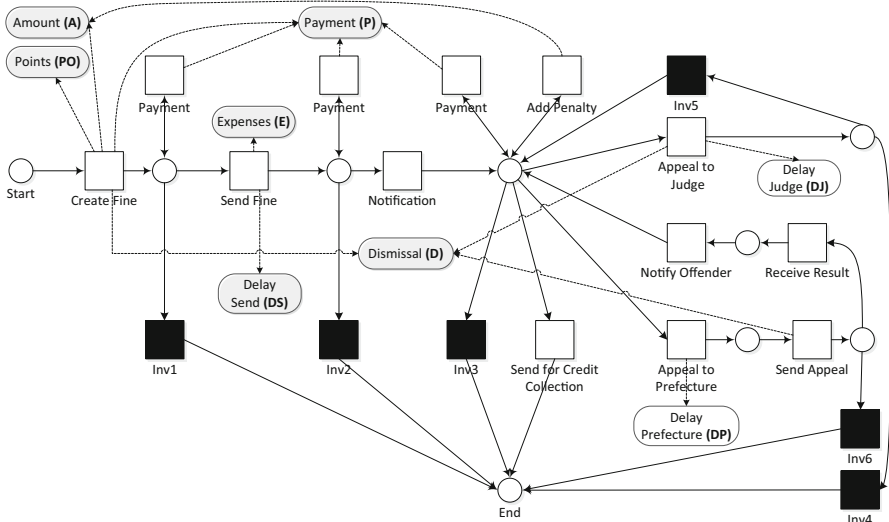 Amount (A)
Payment (P)
Points (PO)
Payment
Payment
Payment
Add Penalty
Inv5
Expenses (E)
Start
Create Fine
Send Fine
Notification
Appeal to
Judge
Delay
Judge (DJ)
Dismissal (D)
Notify Offender
Receive Result
Delay
Send (DS)
Inv1
Inv2
Inv3
Send for Credit
Collection
Appeal to
Prefecture
Send Appeal
Delay
Prefecture (DP)
Inv6
End
Inv4